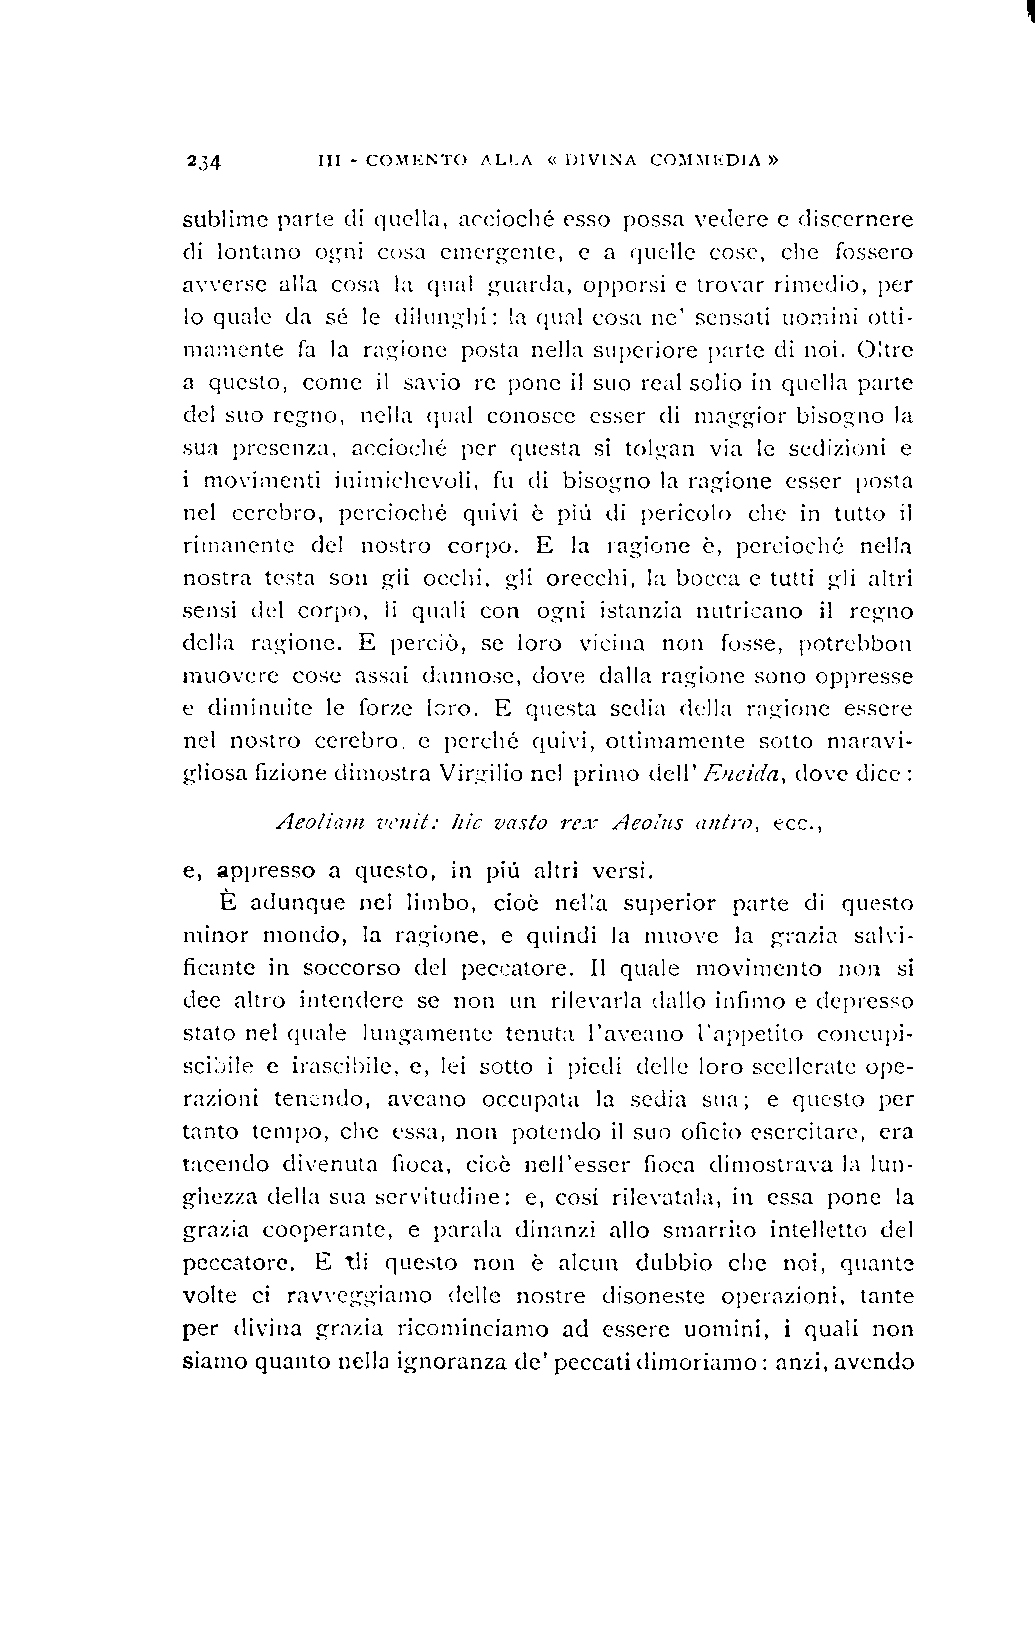 234 III - COMENTO ALLA « DIVINA COMMEDIA »
sublime parte di quella, accioché esso possa vedere e discernere
di lontano ogni cosa emergente, e a quelle cose, che fossero
avverse alla cosa la qual guarda, opporsi e trovar rimedio, per
lo quale da sé le dilunghi: la qual cosa ne' sensati uomini otti-
mamente fa la ragione posta nella superiore parte di noi. Oltre
a questo, come il savio re pone il suo real solio in quella parte
del suo regno, nella qual conosce esser di maggior bisogno la
sua presenza, accioché per questa si tolgan via le sedizioni e
i movimenti inimichevoli, fu di bisogno la ragione esser posta
nel cerebro, percioché quivi è piú di pericolo che in tutto il
rimanente del nostro corpo. E la ragione è, percioché nella
nostra testa son gli occhi, gli orecchi, la bocca e tutti gli altri
sensi del corpo, li quali con ogni istanzia nutricano il regno
della ragione. E perciò, se loro vicina non fosse, potrebbon
muovere cose assai dannose, dove dalla ragione sono oppresse
e diminuite le forze loro. E questa sedia della ragione essere
nel nostro cerebro, e perché quivi, ottimamente sotto maravi-
gliosa fizione dimostra Virgilio nel primo dell' Eneida, dove dice:
Aeoliam venit: hic vasto rex Aeolus antro, ecc.,
e, appresso a questo, in piú altri versi.
È adunque nel limbo, cioè nella superior parte di questo
minor mondo, la ragione, e quindi la muove la grazia salvi-
ficante in soccorso del peccatore. Il quale movimento non si
dee altro intendere se non un rilevarla dallo infimo e depresso
stato nel quale lungamente tenuta l'aveano l'appetito concupi-
scibile e irascibile, e, lei sotto i piedi delle loro scellerate ope-
razioni tenendo, aveano occupata la sedia sua; e questo per
tanto tempo, che essa, non potendo il suo oficio esercitare, era
tacendo divenuta fioca, cioè nell'esser fioca dimostrava la lun-
ghezza della sua servitudine: e, cosí rilevatala, in essa pone la
grazia cooperante, e parala dinanzi allo smarrito intelletto del
peccatore. E di questo non è alcun dubbio che noi, quante
volte ci ravveggiamo delle nostre disoneste operazioni, tante
per divina grazia ricominciamo ad essere uomini, i quali non
siamo quanto nella ignoranza de' peccati dimoriamo: anzi, avendo